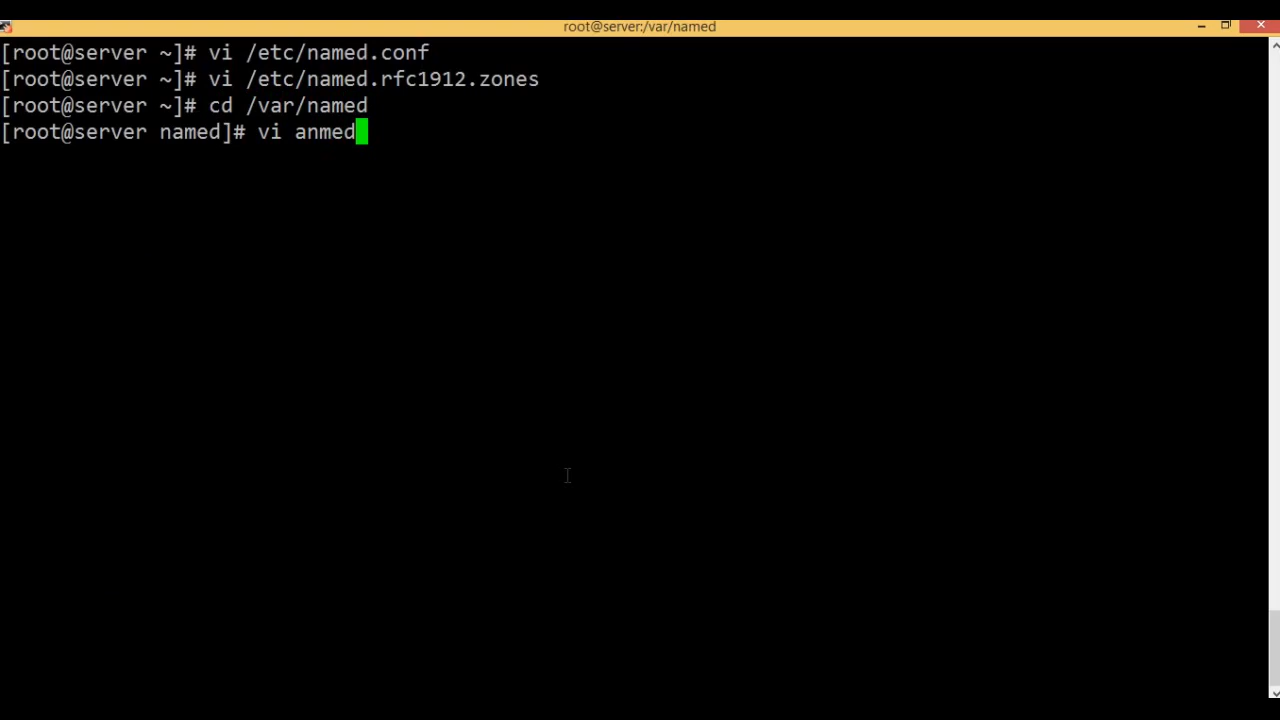 root@server:/var/named
[root@server ~]# vi /etc/named.conf
[root@server ~]# vi /etc/named.rfc1912.zones
[root@server ~]# cd /var/named
[root@server named]# vi anmed